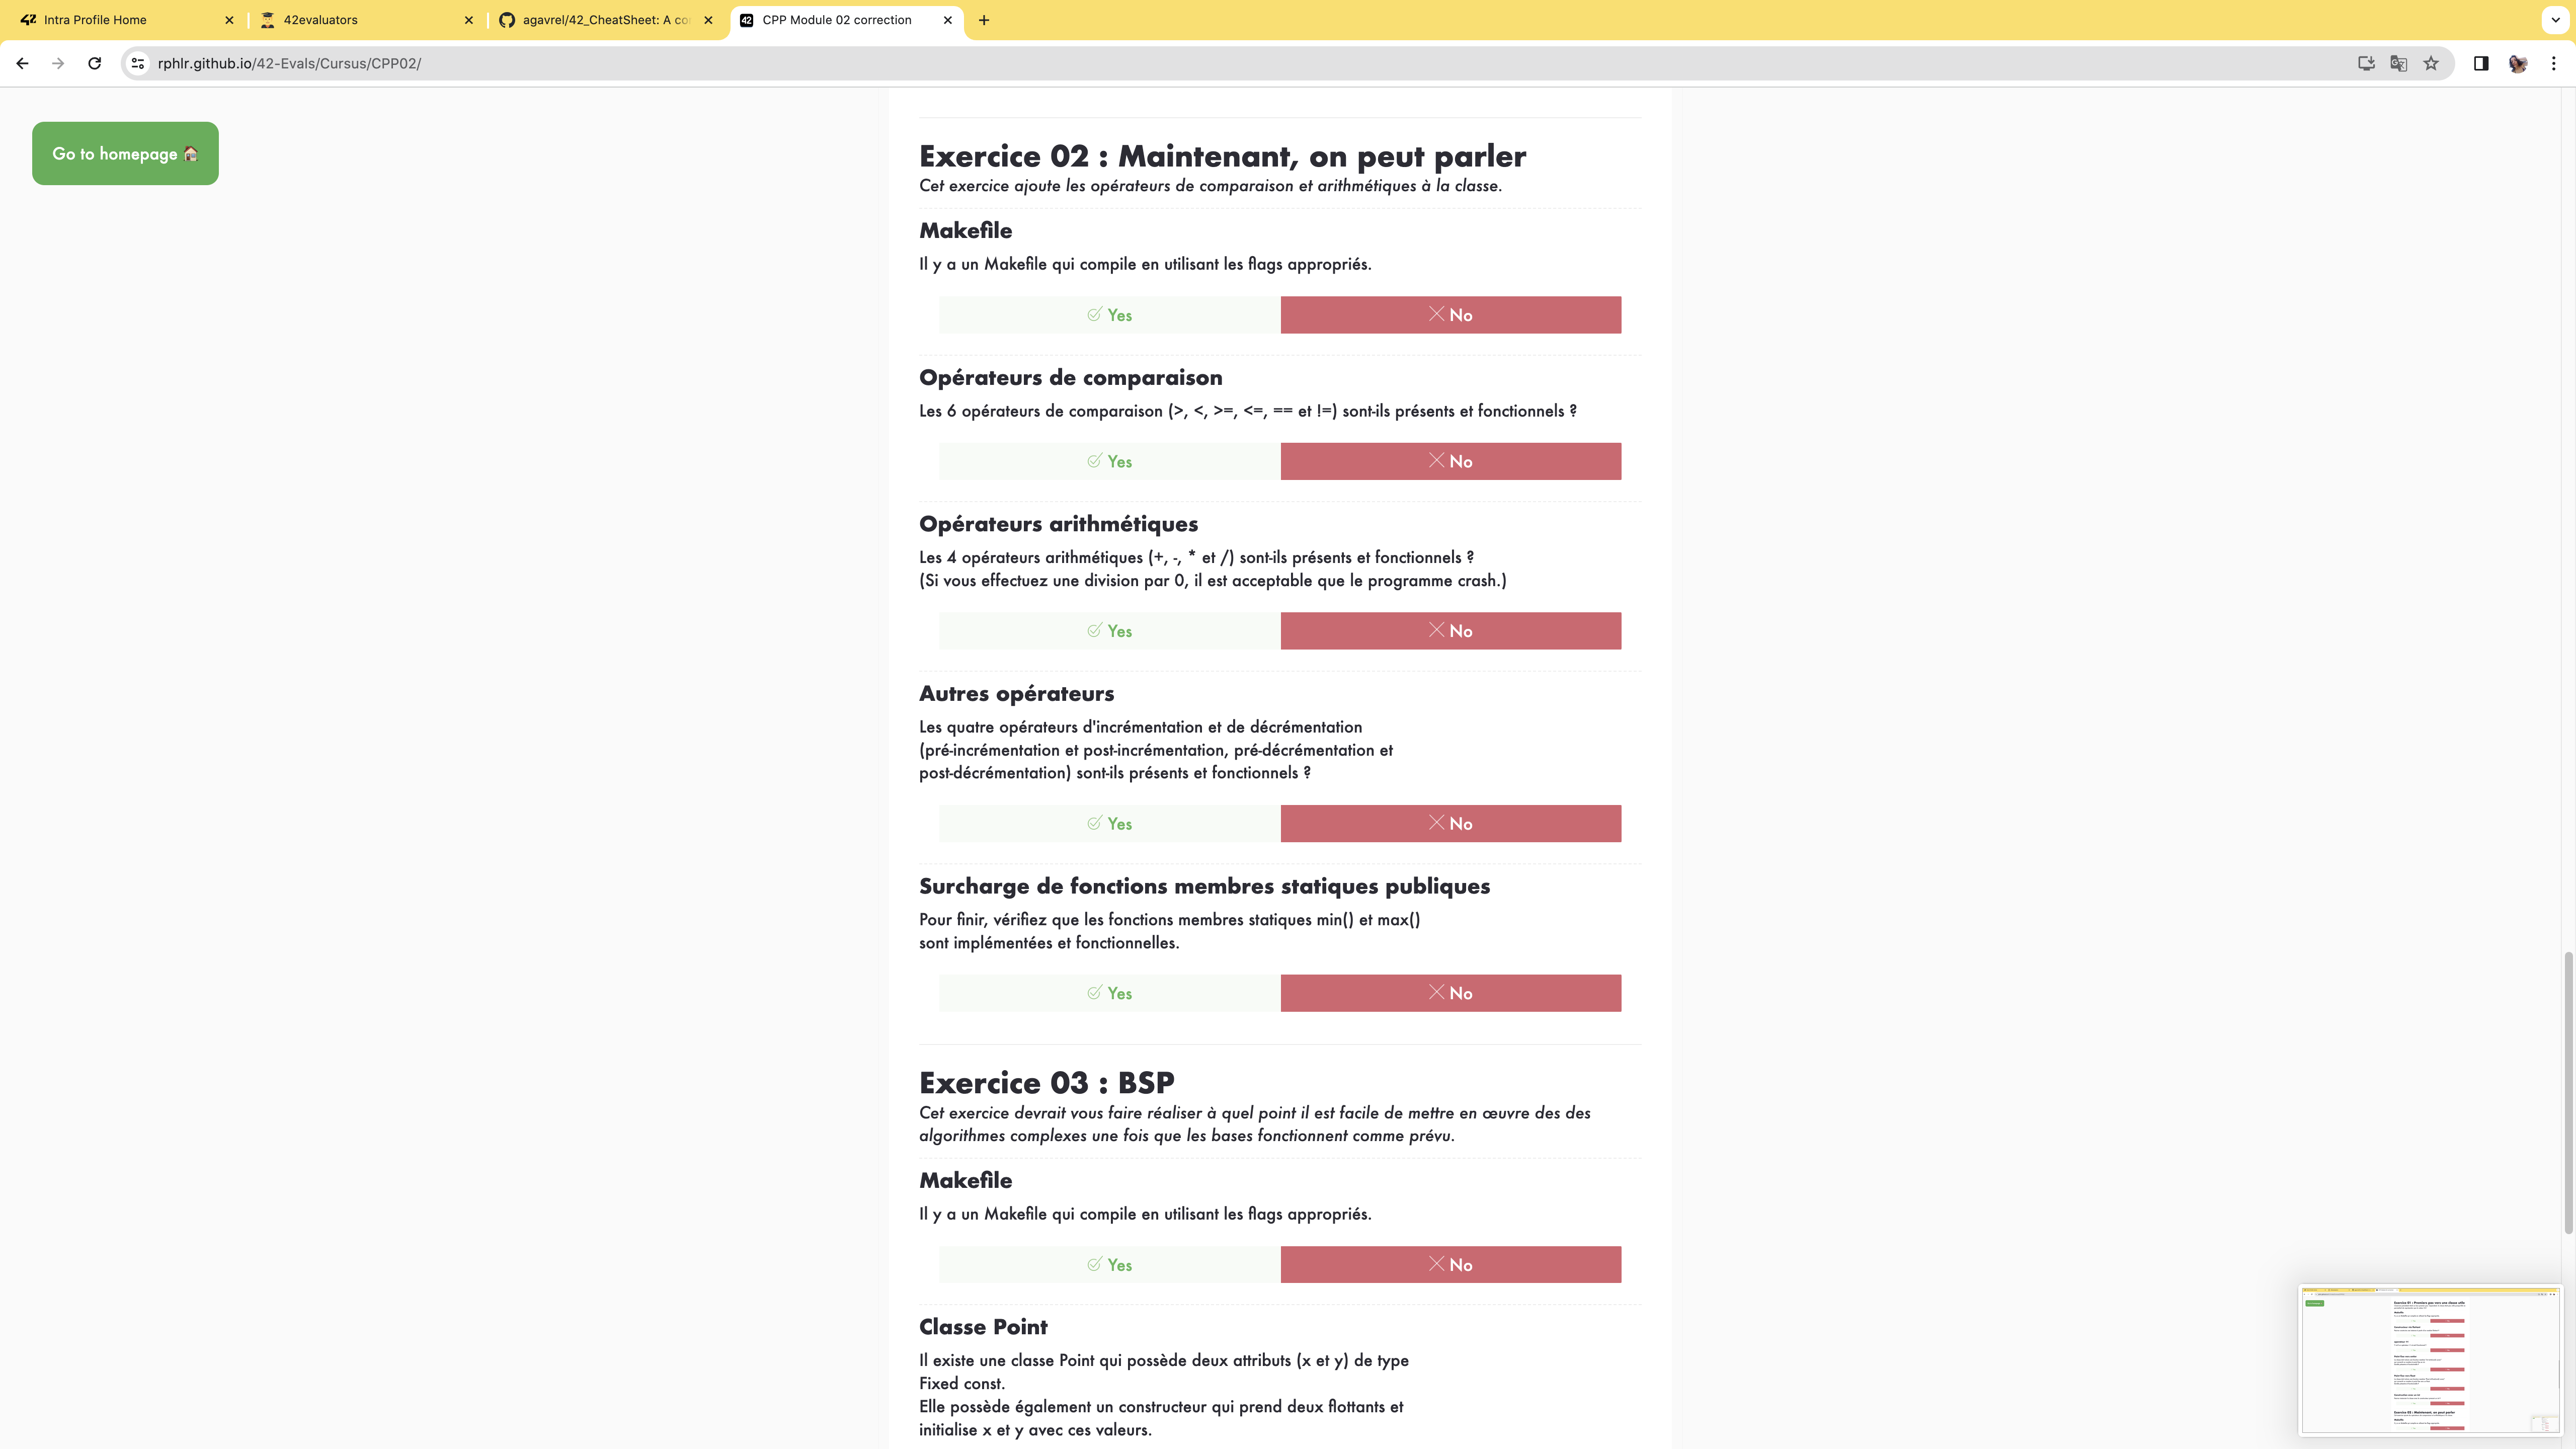 Intra Profile Home
42evaluators
agavrel/42_CheatSheet: A co
CPP Module 02 correction
rphlr.github.io/42-Evals/Cursus/CPP02/
Go to homepage 🏠
Exercice 02 : Maintenant, on peut parler
Cet exercice ajoute les opérateurs de comparaison et arithmétiques à la classe.
Makefile
Il y a un Makefile qui compile en utilisant les flags appropriés.
Yes
No
Opérateurs de comparaison
Les 6 opérateurs de comparaison (>, <, >=, <=, == et !=) sont-ils présents et fonctionnels ?
Yes
No
Opérateurs arithmétiques
Les 4 opérateurs arithmétiques (+, -, * et /) sont-ils présents et fonctionnels ?
(Si vous effectuez une division par 0, il est acceptable que le programme crash.)
Yes
No
Autres opérateurs
Les quatre opérateurs d'incrémentation et de décrémentation
(pré-incrémentation et post-incrémentation, pré-décrémentation et
post-décrémentation) sont-ils présents et fonctionnels ?
Yes
No
Surcharge de fonctions membres statiques publiques
Pour finir, vérifiez que les fonctions membres statiques min() et max()
sont implémentées et fonctionnelles.
Yes
No
Exercice 03 : BSP
Cet exercice devrait vous faire réaliser à quel point il est facile de mettre en œuvre des des
algorithmes complexes une fois que les bases fonctionnent comme prévu.
Makefile
Il y a un Makefile qui compile en utilisant les flags appropriés.
Yes
No
Classe Point
Il existe une classe Point qui possède deux attributs (x et y) de type
Fixed const.
Elle possède également un constructeur qui prend deux flottants et
initialise x et y avec ces valeurs.